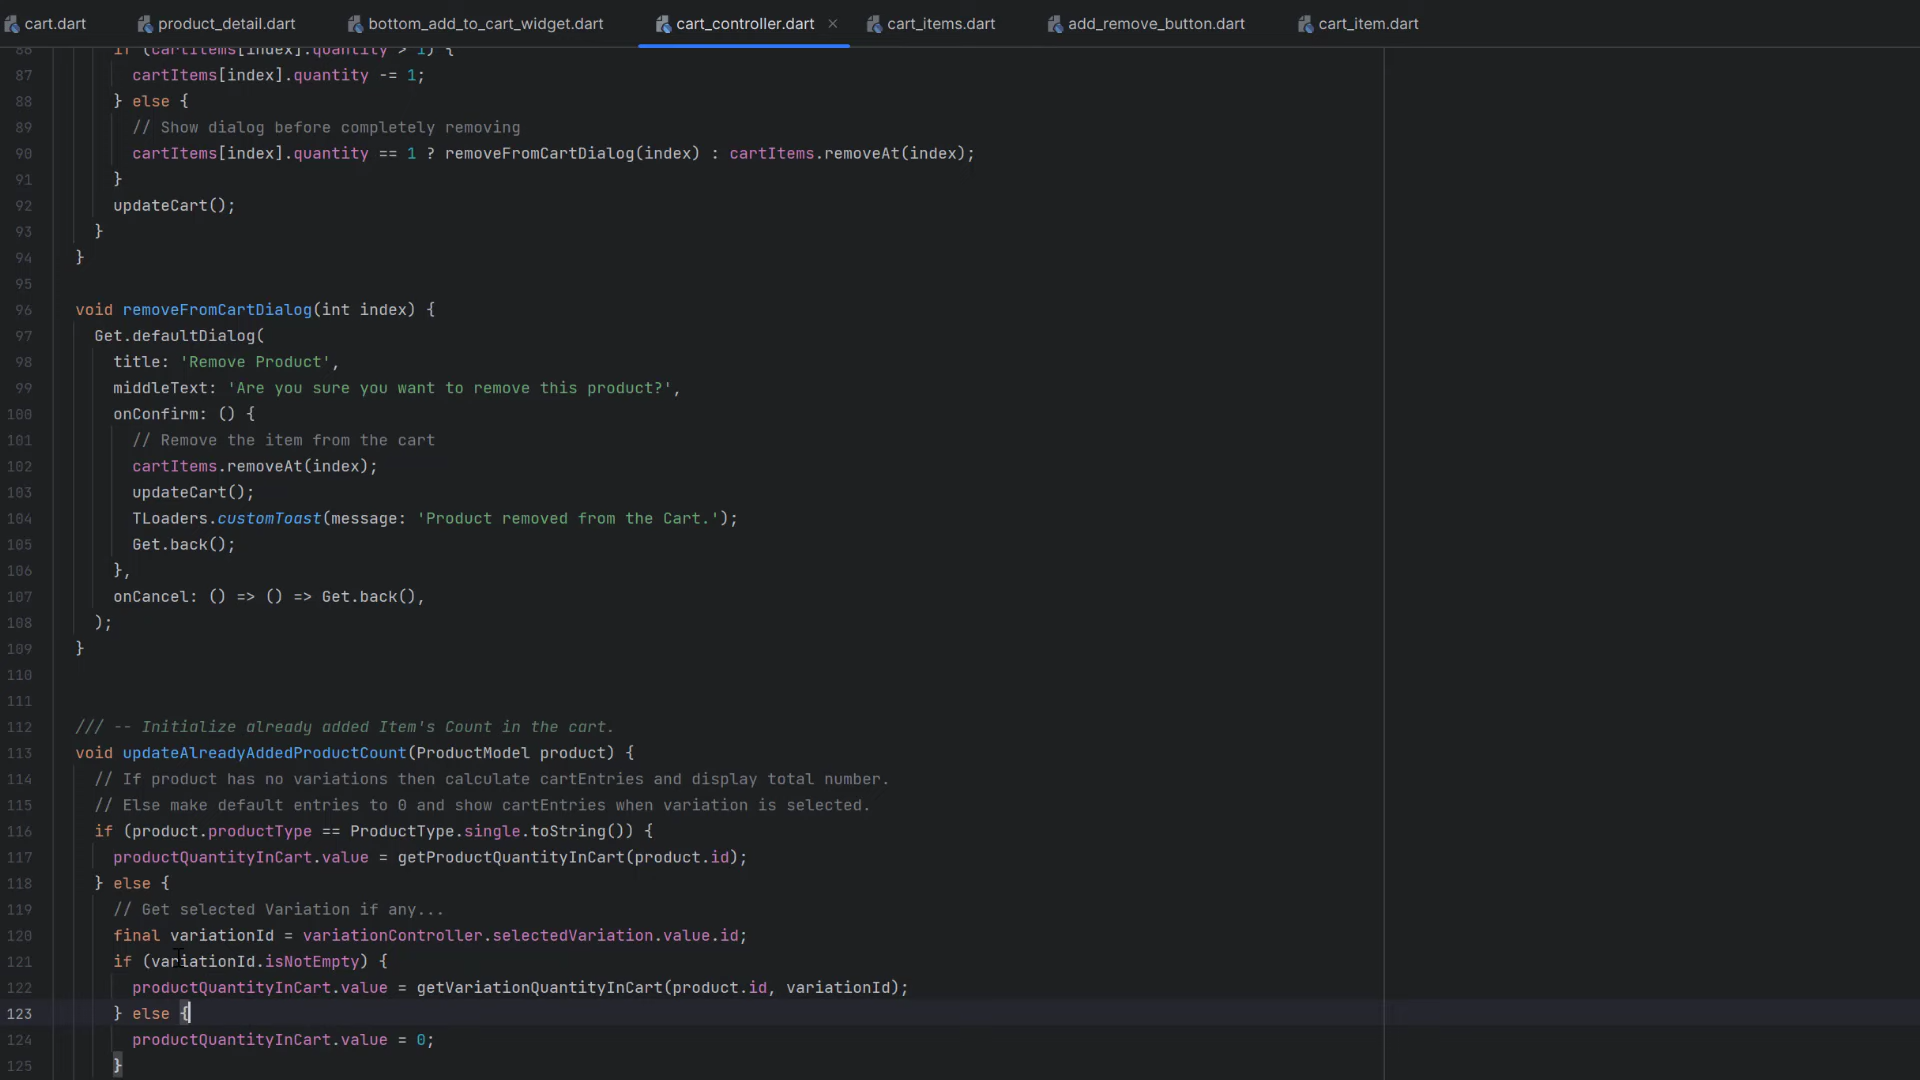 cart.dart product_detail.dart bottom_add_to_cart_widget.dart cart_controller.dart cart_items.dart add_remove_button.dart cart_item.dart
86 if (cartItems[index].quantity > 1) {
87 cartItems[index].quantity -= 1;
88 } else {
89 // Show dialog before completely removing
90 cartItems[index].quantity == 1 ? removeFromCartDialog(index) : cartItems.removeAt(index);
91 }
92 updateCart();
93 }
94 }
95
96 void removeFromCartDialog(int index) {
97 Get.defaultDialog(
98 title: 'Remove Product',
99 middleText: 'Are you sure you want to remove this product?',
100 onConfirm: () {
101 // Remove the item from the cart
102 cartItems.removeAt(index);
103 updateCart();
104 TLoaders.customToast(message: 'Product removed from the Cart.');
105 Get.back();
106 },
107 onCancel: () => () => Get.back(),
108 );
109 }
110
111
112 /// -- Initialize already added Item's Count in the cart.
113 void updateAlreadyAddedProductCount(ProductModel product) {
114 // If product has no variations then calculate cartEntries and display total number.
115 // Else make default entries to 0 and show cartEntries when variation is selected.
116 if (product.productType == ProductType.single.toString()) {
117 productQuantityInCart.value = getProductQuantityInCart(product.id);
118 } else {
119 // Get selected Variation if any...
120 final variationId = variationController.selectedVariation.value.id;
121 if (variationId.isNotEmpty) {
122 productQuantityInCart.value = getVariationQuantityInCart(product.id, variationId);
123 } else {
124 productQuantityInCart.value = 0;
125 }